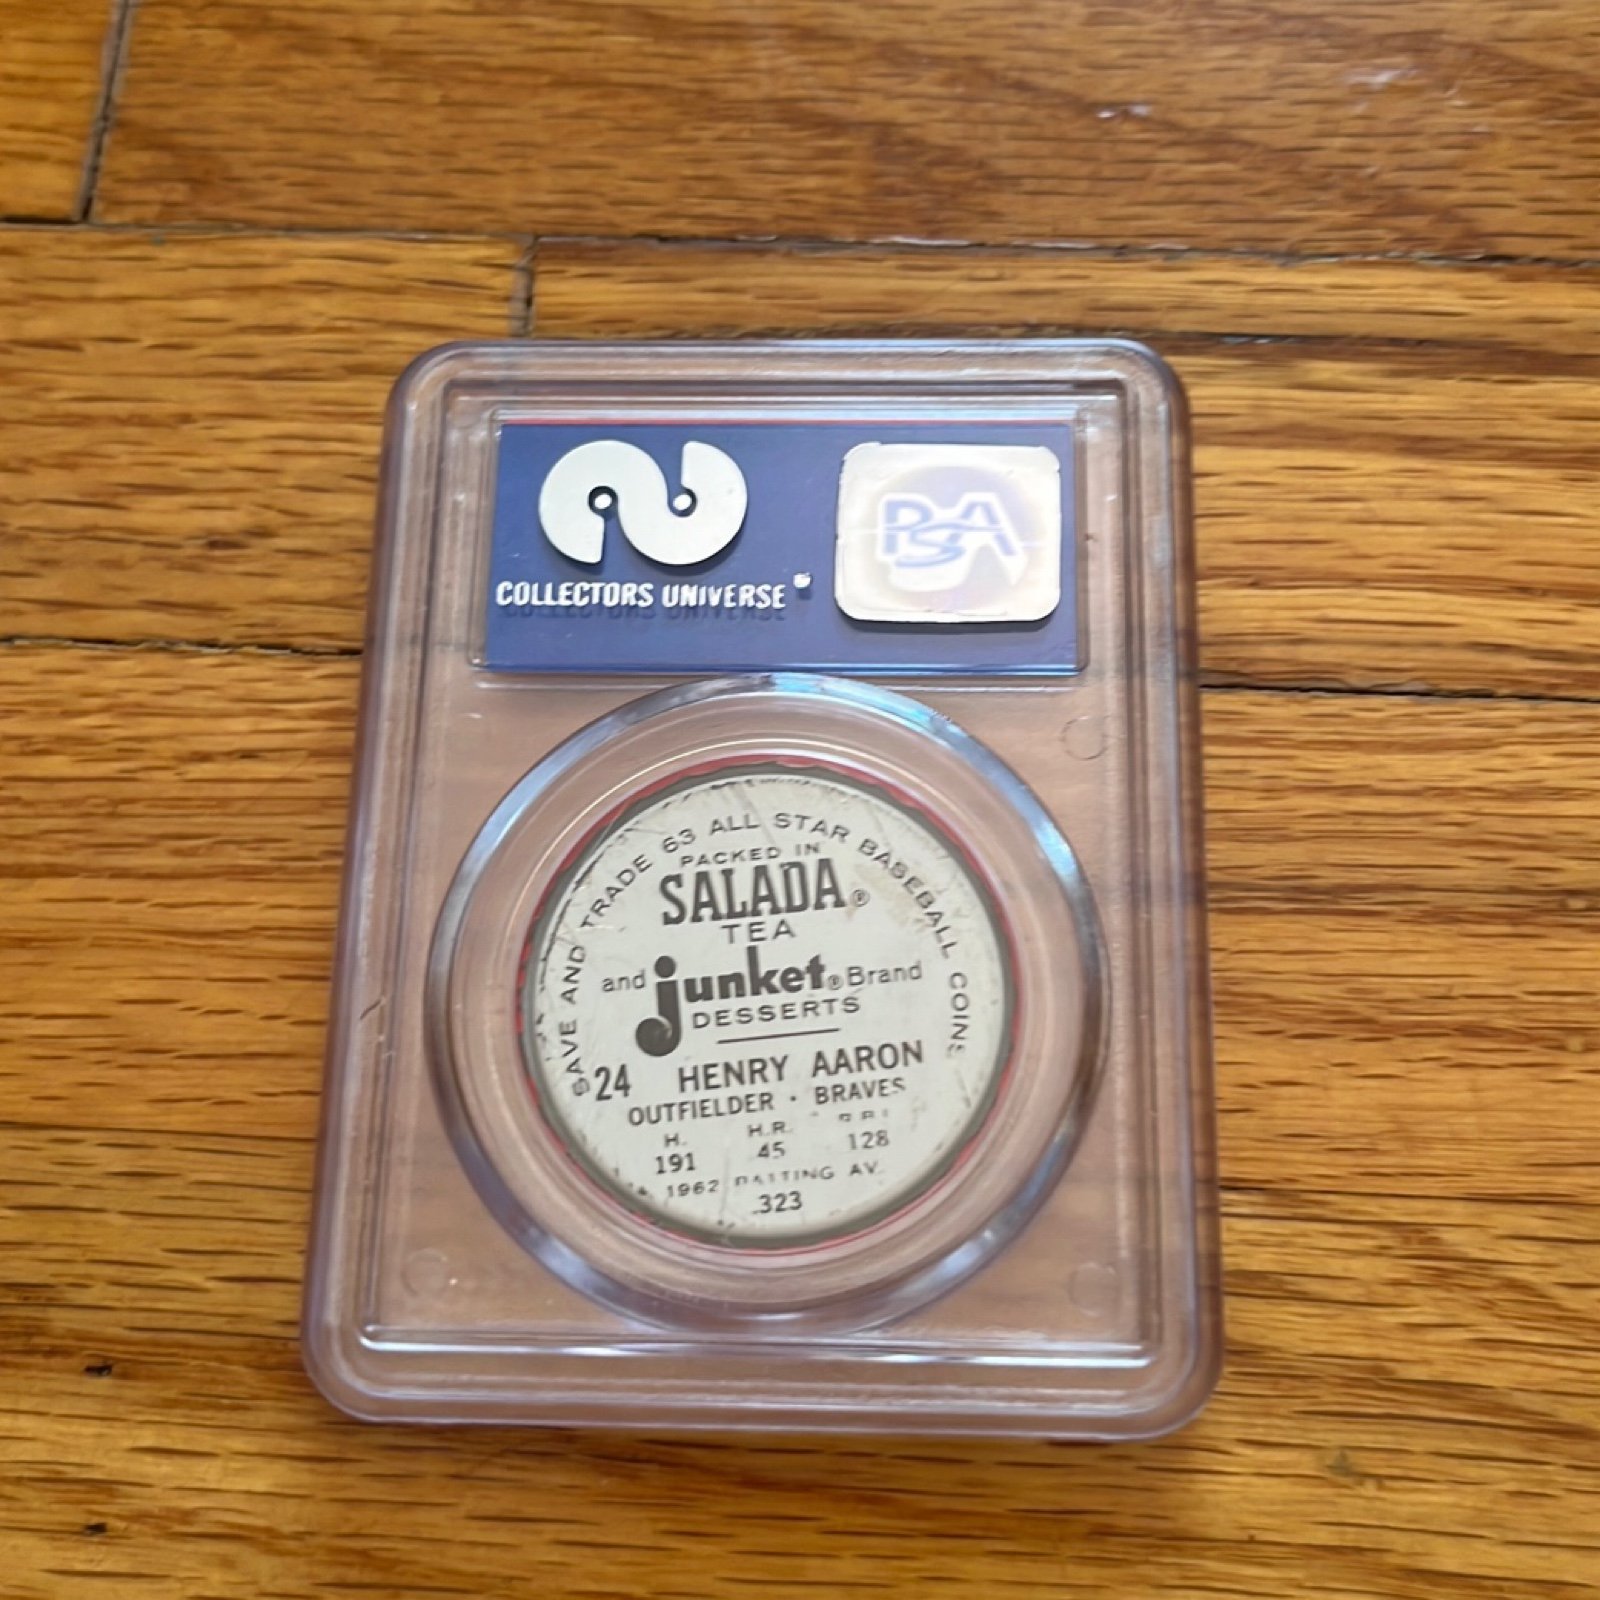 COLLECTORS UNIVERSE
PSA
SAVE AND TRADE 63 ALL STAR BASEBALL COINS
PACKED IN
SALADA®
TEA
and junket® Brand
DESSERTS
24 HENRY AARON
OUTFIELDER · BRAVES
H. H.R. R.B.I.
191 45 128
1962 BATTING AV.
.323